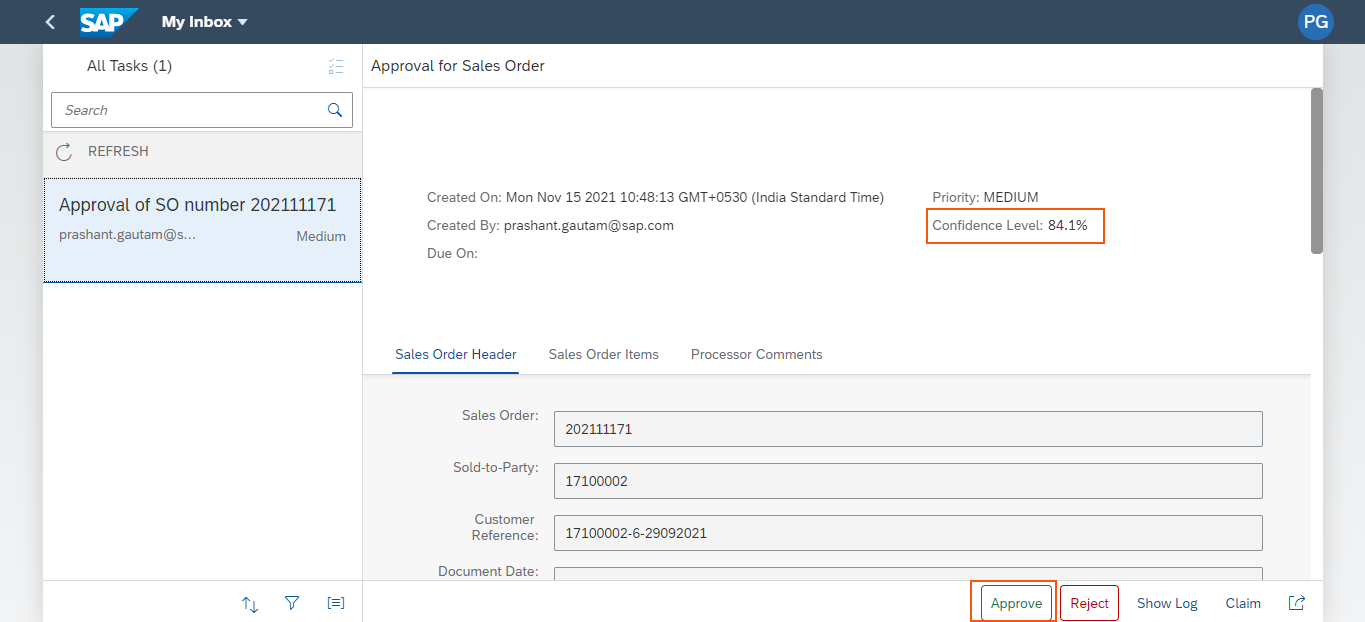 SAP My Inbox PG
All Tasks (1)
Search
REFRESH
Approval of SO number 202111171
prashant.gautam@s... Medium
Approval for Sales Order
Created On: Mon Nov 15 2021 10:48:13 GMT+0530 (India Standard Time) Priority: MEDIUM
Created By: prashant.gautam@sap.com Confidence Level: 84.1%
Due On:
Sales Order Header Sales Order Items Processor Comments
Sales Order: 202111171
Sold-to-Party: 17100002
Customer
Reference: 17100002-6-29092021
Document Date:
Approve Reject Show Log Claim